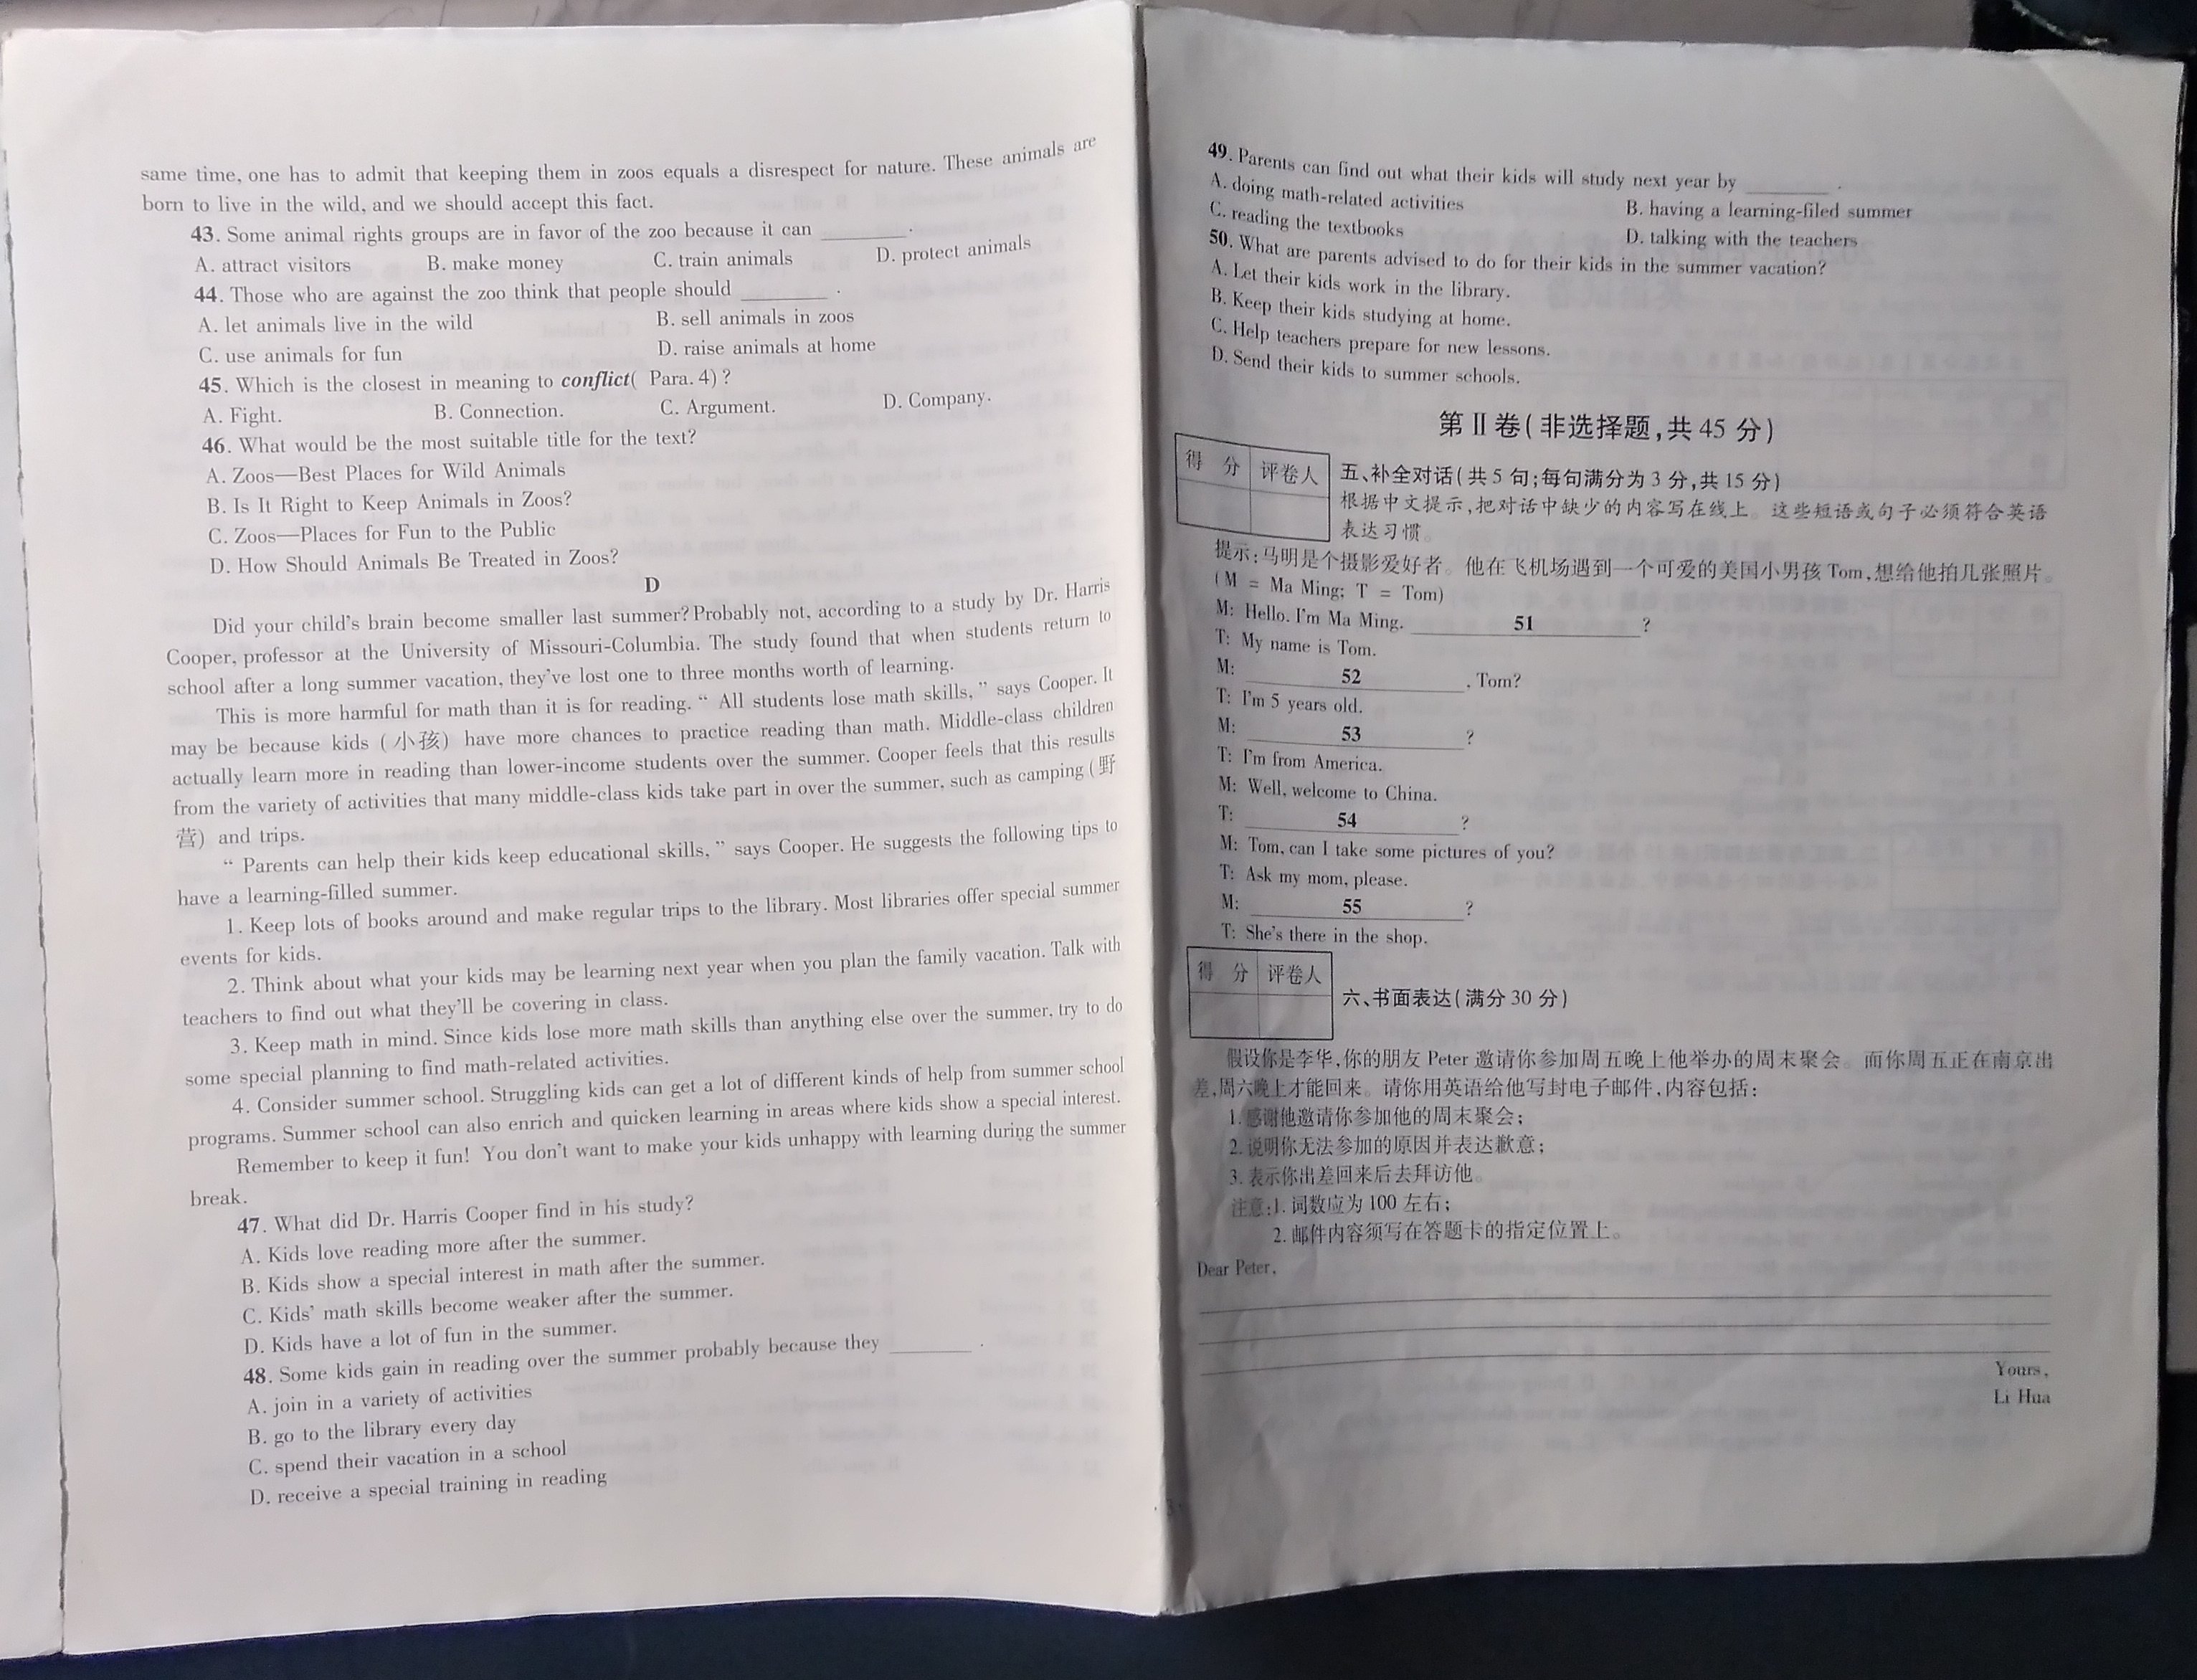 same time, one has to admit that keeping them in zoos equals a disrespect for nature. These animals are
born to live in the wild, and we should accept this fact.
43. Some animal rights groups are in favor of the zoo because it can ________.
A. attract visitors B. make money C. train animals D. protect animals
44. Those who are against the zoo think that people should ________.
A. let animals live in the wild B. sell animals in zoos
C. use animals for fun D. raise animals at home
45. Which is the closest in meaning to conflict( Para. 4)?
A. Fight. B. Connection. C. Argument. D. Company.
46. What would be the most suitable title for the text?
A. Zoos—Best Places for Wild Animals
B. Is It Right to Keep Animals in Zoos?
C. Zoos—Places for Fun to the Public
D. How Should Animals Be Treated in Zoos?
D
Did your child's brain become smaller last summer? Probably not, according to a study by Dr. Harris
Cooper, professor at the University of Missouri-Columbia. The study found that when students return to
school after a long summer vacation, they've lost one to three months worth of learning.
This is more harmful for math than it is for reading. “ All students lose math skills, ” says Cooper. It
may be because kids (小孩) have more chances to practice reading than math. Middle-class children
actually learn more in reading than lower-income students over the summer. Cooper feels that this results
from the variety of activities that many middle-class kids take part in over the summer, such as camping (野
营) and trips.
“ Parents can help their kids keep educational skills, ” says Cooper. He suggests the following tips to
have a learning-filled summer.
1. Keep lots of books around and make regular trips to the library. Most libraries offer special summer
events for kids.
2. Think about what your kids may be learning next year when you plan the family vacation. Talk with
teachers to find out what they'll be covering in class.
3. Keep math in mind. Since kids lose more math skills than anything else over the summer, try to do
some special planning to find math-related activities.
4. Consider summer school. Struggling kids can get a lot of different kinds of help from summer school
programs. Summer school can also enrich and quicken learning in areas where kids show a special interest.
Remember to keep it fun! You don't want to make your kids unhappy with learning during the summer
break.
47. What did Dr. Harris Cooper find in his study?
A. Kids love reading more after the summer.
B. Kids show a special interest in math after the summer.
C. Kids' math skills become weaker after the summer.
D. Kids have a lot of fun in the summer.
48. Some kids gain in reading over the summer probably because they ________.
A. join in a variety of activities
B. go to the library every day
C. spend their vacation in a school
D. receive a special training in reading
49. Parents can find out what their kids will study next year by ________.
A. doing math-related activities B. having a learning-filed summer
C. reading the textbooks D. talking with the teachers
50. What are parents advised to do for their kids in the summer vacation?
A. Let their kids work in the library.
B. Keep their kids studying at home.
C. Help teachers prepare for new lessons.
D. Send their kids to summer schools.
第Ⅱ卷(非选择题,共45分)
得 分 评卷人
五、补全对话(共5句;每句满分为3分,共15分)
根据中文提示,把对话中缺少的内容写在线上。这些短语或句子必须符合英语
表达习惯。
提示:马明是个摄影爱好者。他在飞机场遇到一个可爱的美国小男孩Tom,想给他拍几张照片。
(M = Ma Ming; T = Tom)
M: Hello. I'm Ma Ming. ____51____?
T: My name is Tom.
M: ____52____, Tom?
T: I'm 5 years old.
M: ____53____?
T: I'm from America.
M: Well, welcome to China.
T: ____54____?
M: Tom, can I take some pictures of you?
T: Ask my mom, please.
M: ____55____?
T: She's there in the shop.
得 分 评卷人
六、书面表达(满分30分)
假设你是李华,你的朋友Peter邀请你参加周五晚上他举办的周末聚会。而你周五正在南京出
差,周六晚上才能回来。请你用英语给他写封电子邮件,内容包括:
1. 感谢他邀请你参加他的周末聚会;
2. 说明你无法参加的原因并表达歉意;
3. 表示你出差回来后去拜访他。
注意:1. 词数应为100左右;
2. 邮件内容须写在答题卡的指定位置上。
Dear Peter,
Yours,
Li Hua